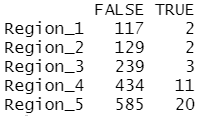 FALSE TRUE
Region_1 117 2
Region_2 129 2
Region_3 239 3
Region_4 434 11
Region_5 585 20